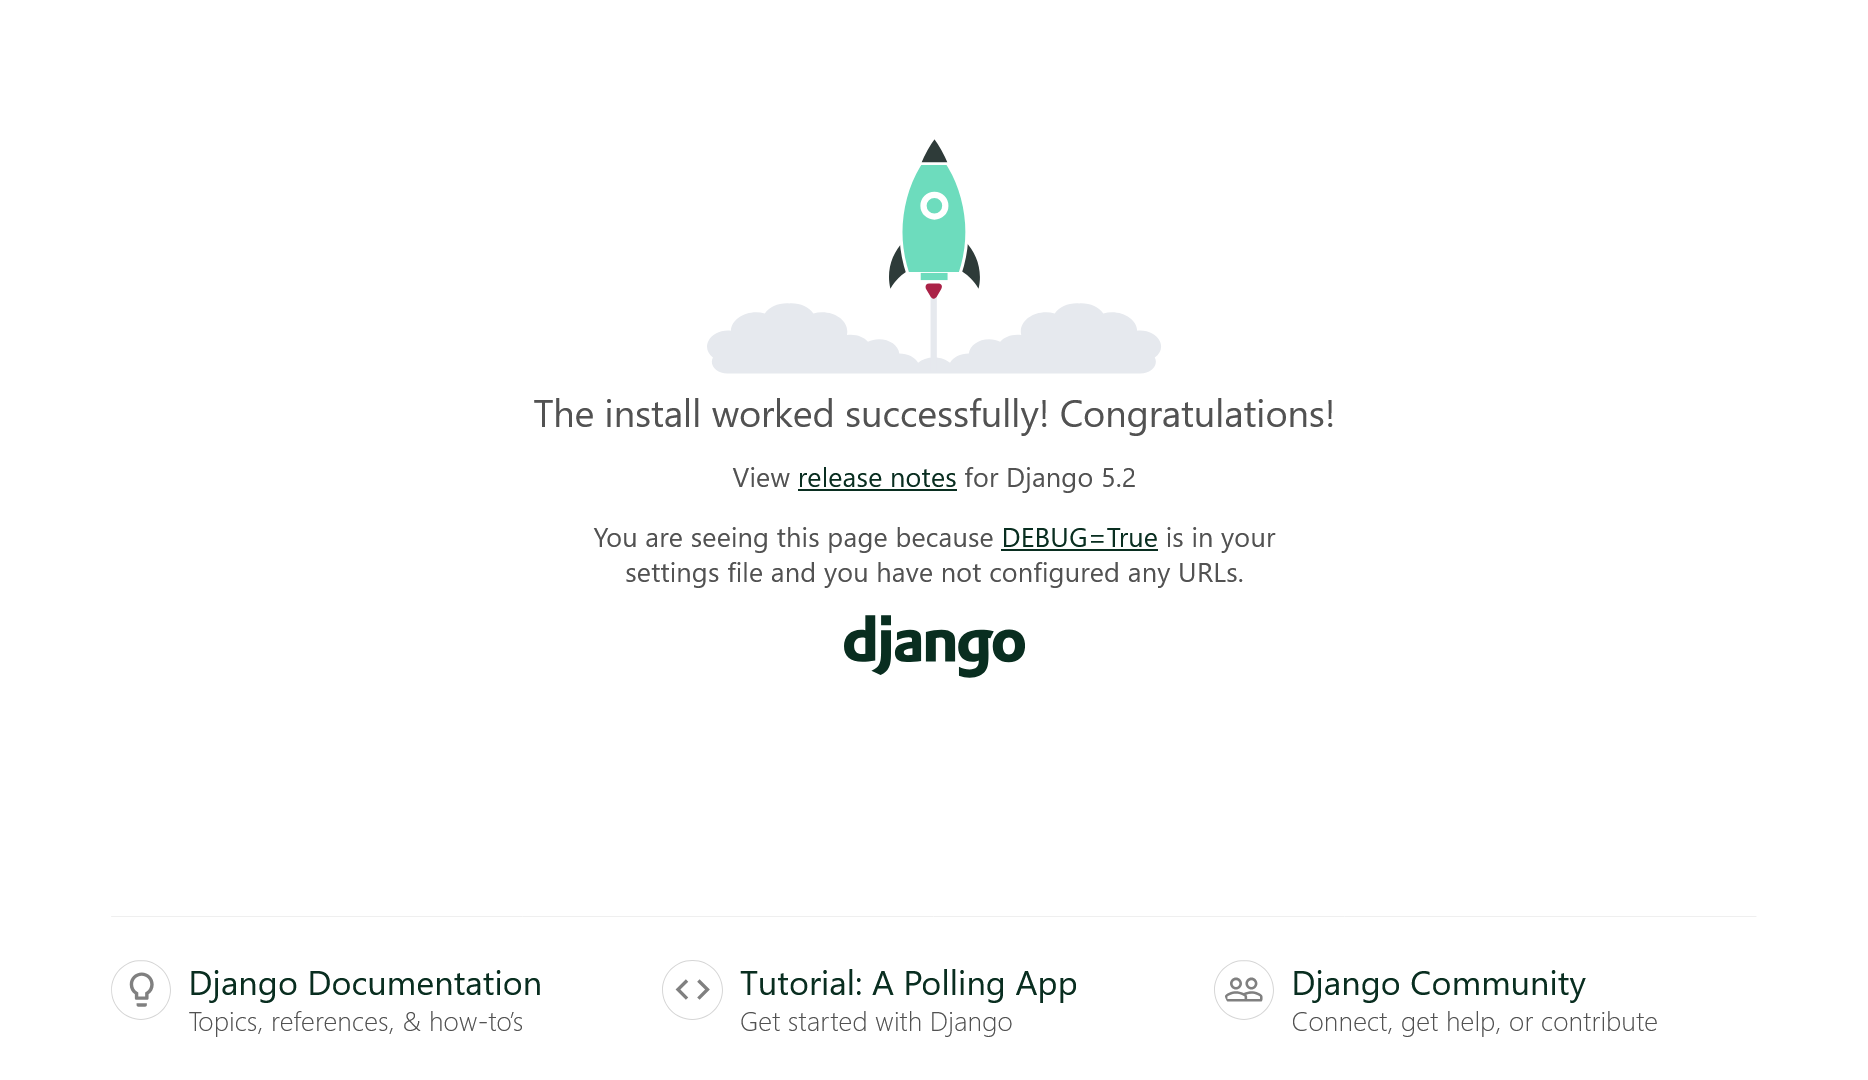 The install worked successfully! Congratulations!
View release notes for Django 5.2
You are seeing this page because DEBUG=True is in your
settings file and you have not configured any URLs.
django
Django Documentation
Topics, references, & how-to’s
Tutorial: A Polling App
Get started with Django
Django Community
Connect, get help, or contribute